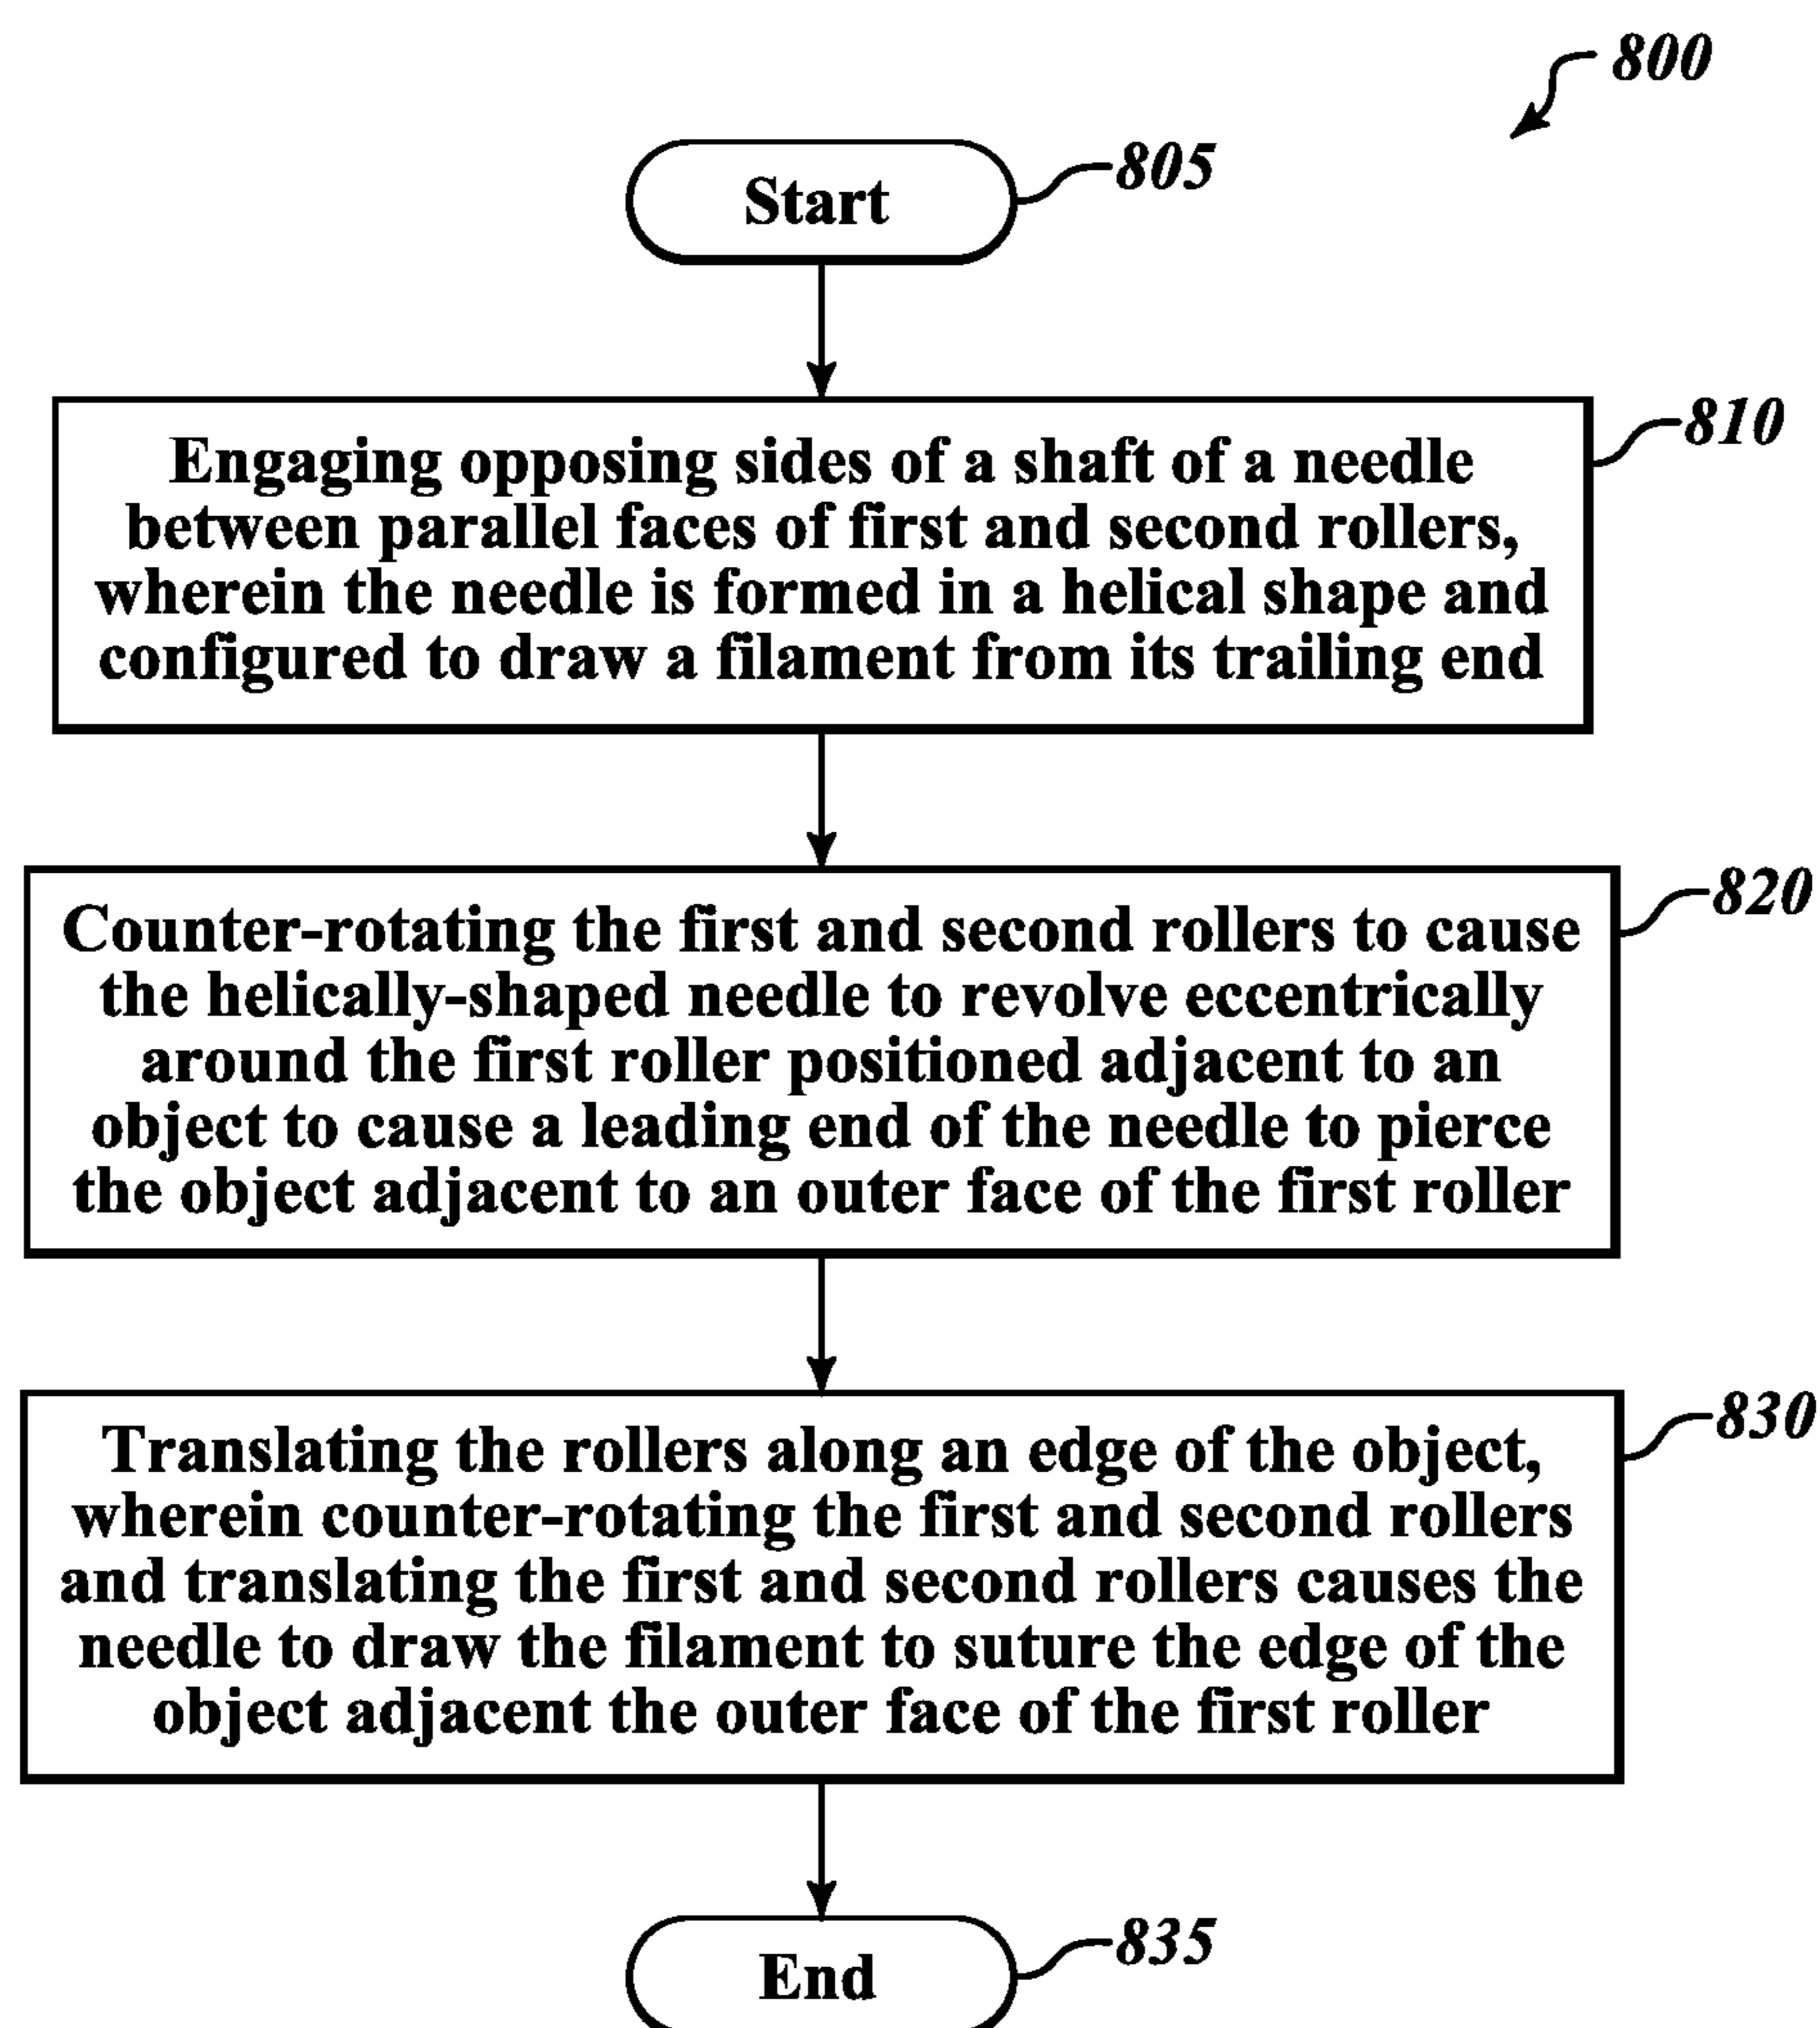 800
Start
805
810
Engaging opposing sides of a shaft of a needle
between parallel faces of first and second rollers,
wherein the needle is formed in a helical shape and
configured to draw a filament from its trailing end
820
Counter-rotating the first and second rollers to cause
the helically-shaped needle to revolve eccentrically
around the first roller positioned adjacent to an
object to cause a leading end of the needle to pierce
the object adjacent to an outer face of the first roller
830
Translating the rollers along an edge of the object,
wherein counter-rotating the first and second rollers
and translating the first and second rollers causes the
needle to draw the filament to suture the edge of the
object adjacent the outer face of the first roller
835
End